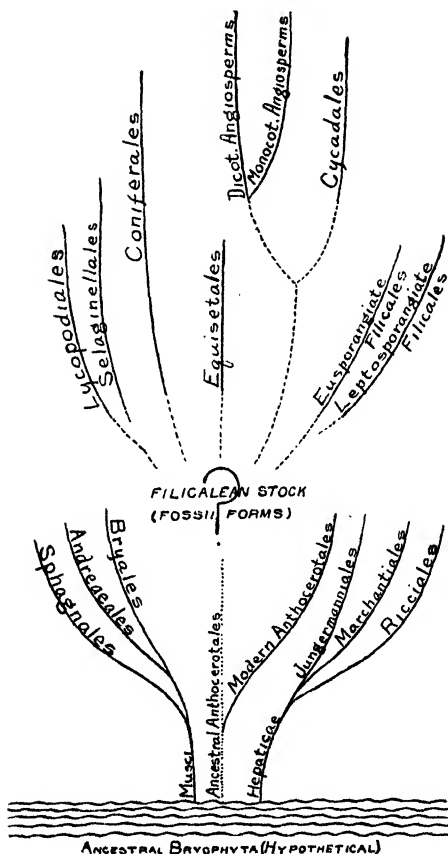 Dicot. Angiosperms
Monocot. Angiosperms
Coniferales
Cycadales
Lycopodiales
Selaginellales
Equisetales
Eusporangiate
Filicales
Leptosporangiate
Filicales
?
FILICALEAN STOCK
(FOSSIL FORMS)
Sphagnales
Andreaeales
Bryales
Modern Anthocerotales
Jungermanniales
Marchantiales
Ricciales
Musci
Ancestral Anthocerotales
Hepaticae
ANCESTRAL BRYOPHYTA (HYPOTHETICAL)